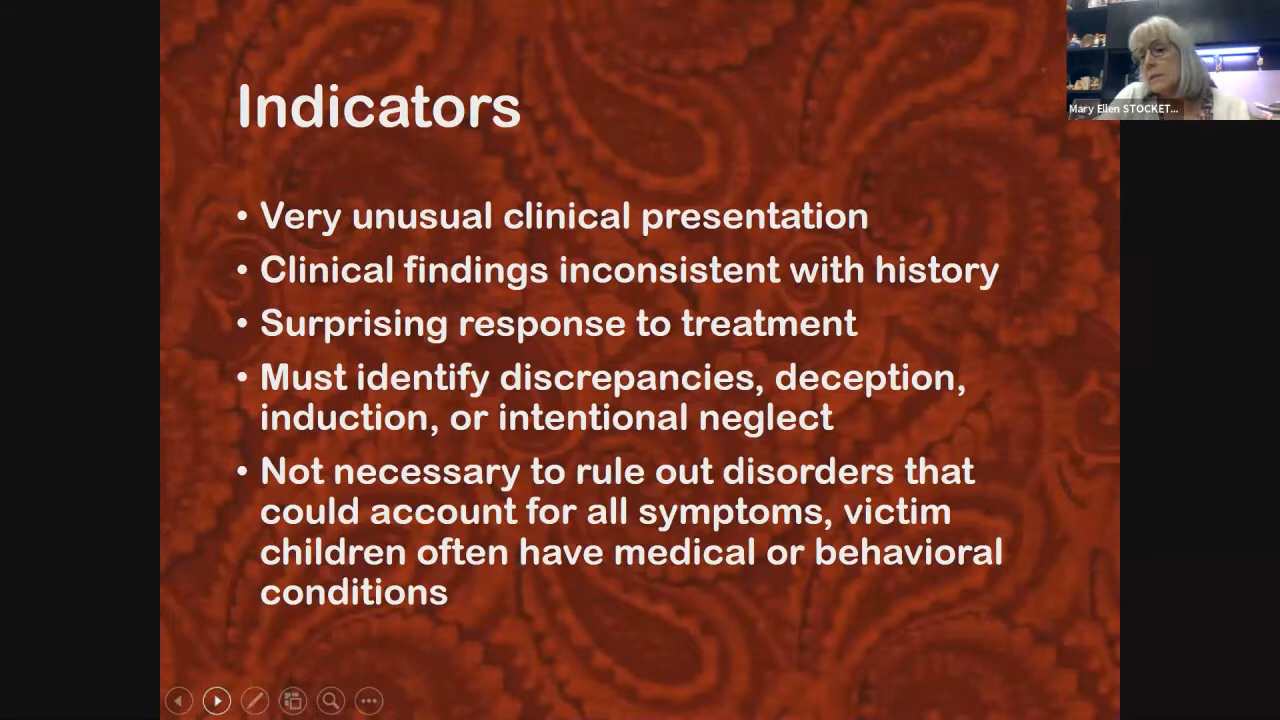 Indicators
Mary Ellen STOCKET...
• Very unusual clinical presentation
• Clinical findings inconsistent with history
• Surprising response to treatment
• Must identify discrepancies, deception,
induction, or intentional neglect
• Not necessary to rule out disorders that
could account for all symptoms, victim
children often have medical or behavioral
conditions